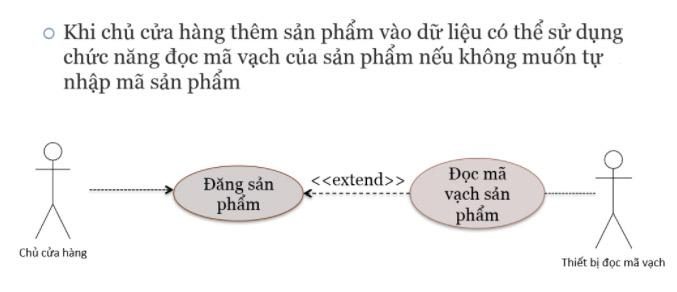 Khi chủ cửa hàng thêm sản phẩm vào dữ liệu có thể sử dụng
chức năng đọc mã vạch của sản phẩm nếu không muốn tự
nhập mã sản phẩm
Đăng sản
phẩm
<<extend>>
Đọc mã
vạch sản
phẩm
Chủ cửa hàng
Thiết bị đọc mã vạch